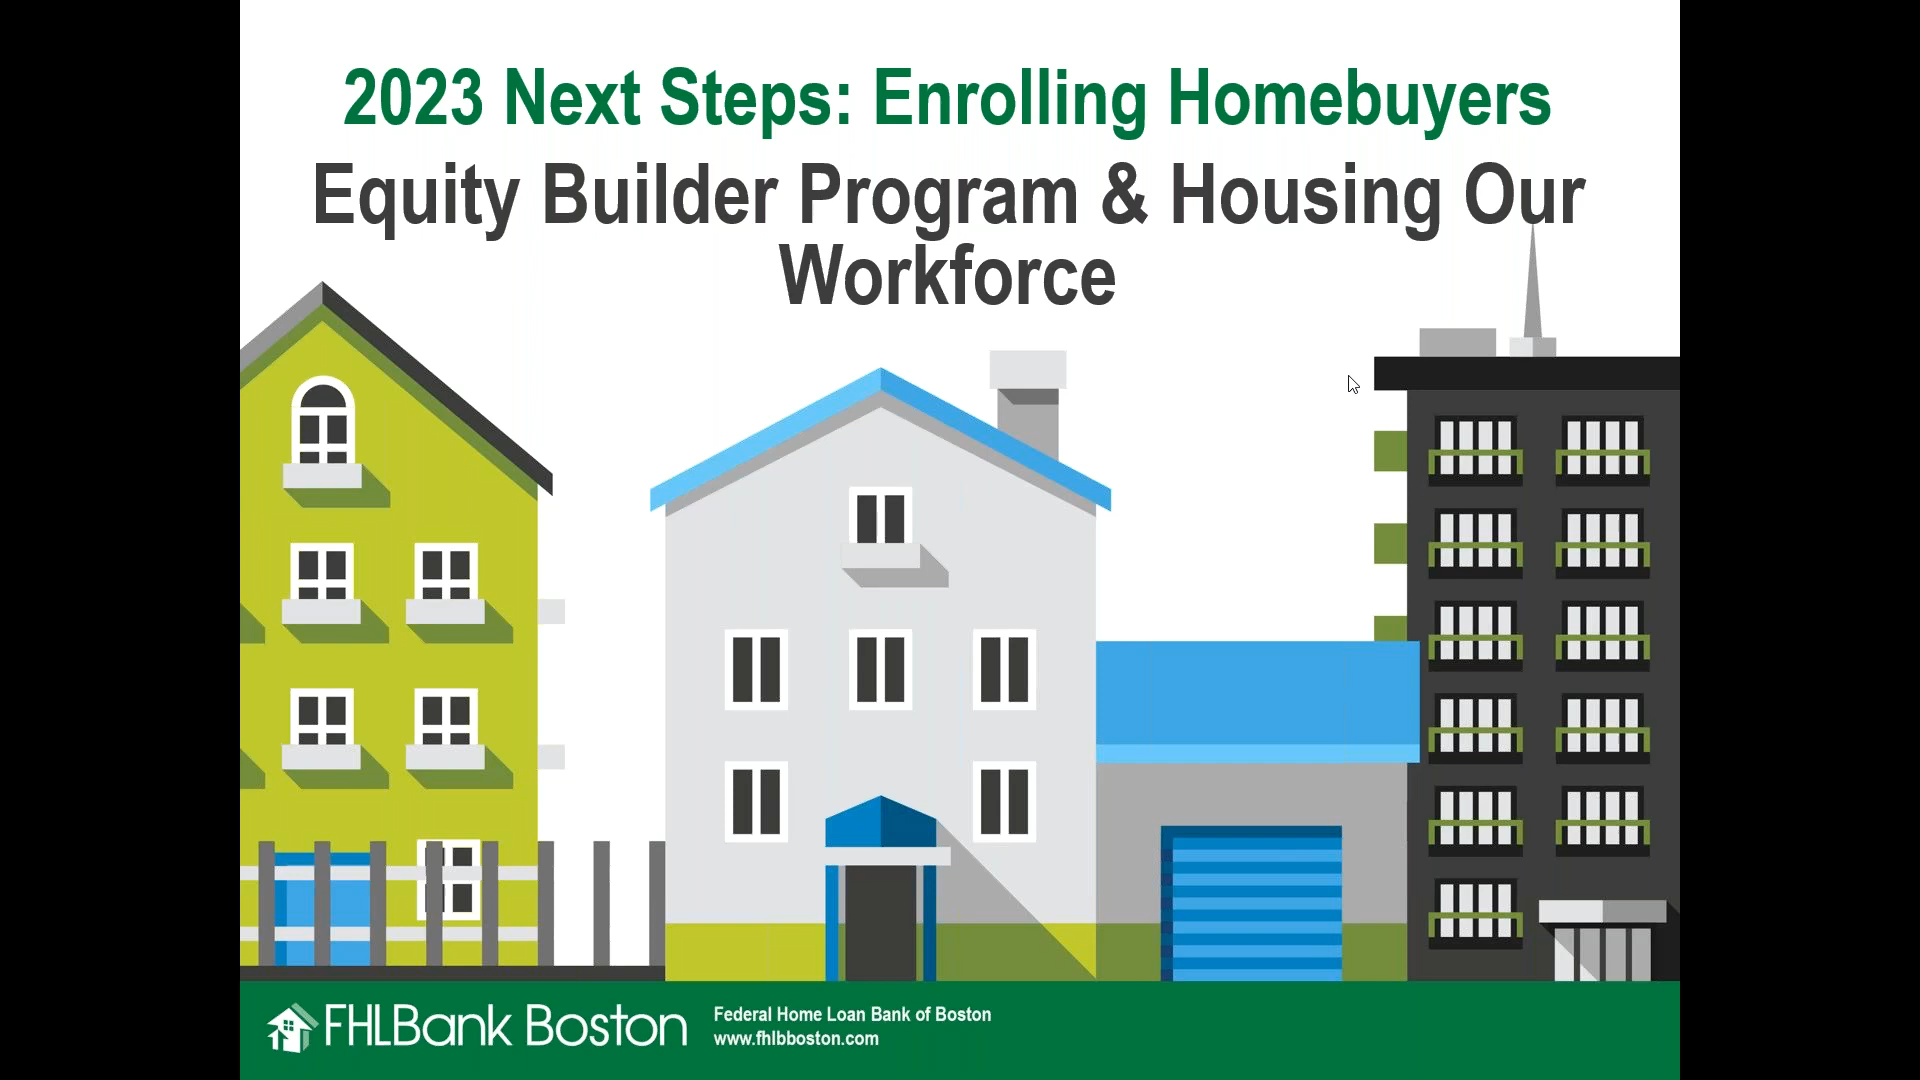 2023 Next Steps: Enrolling Homebuyers
Equity Builder Program & Housing Our
Workforce
FHLBank Boston
Federal Home Loan Bank of Boston
www.fhlbboston.com